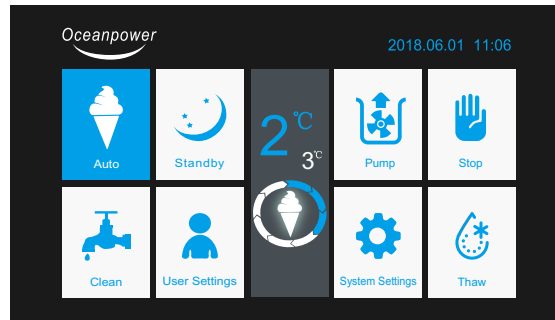 Oceanpower
2018.06.01 11:06
Auto
Standby
2℃
3℃
Pump
Stop
Clean
User Settings
System Settings
Thaw